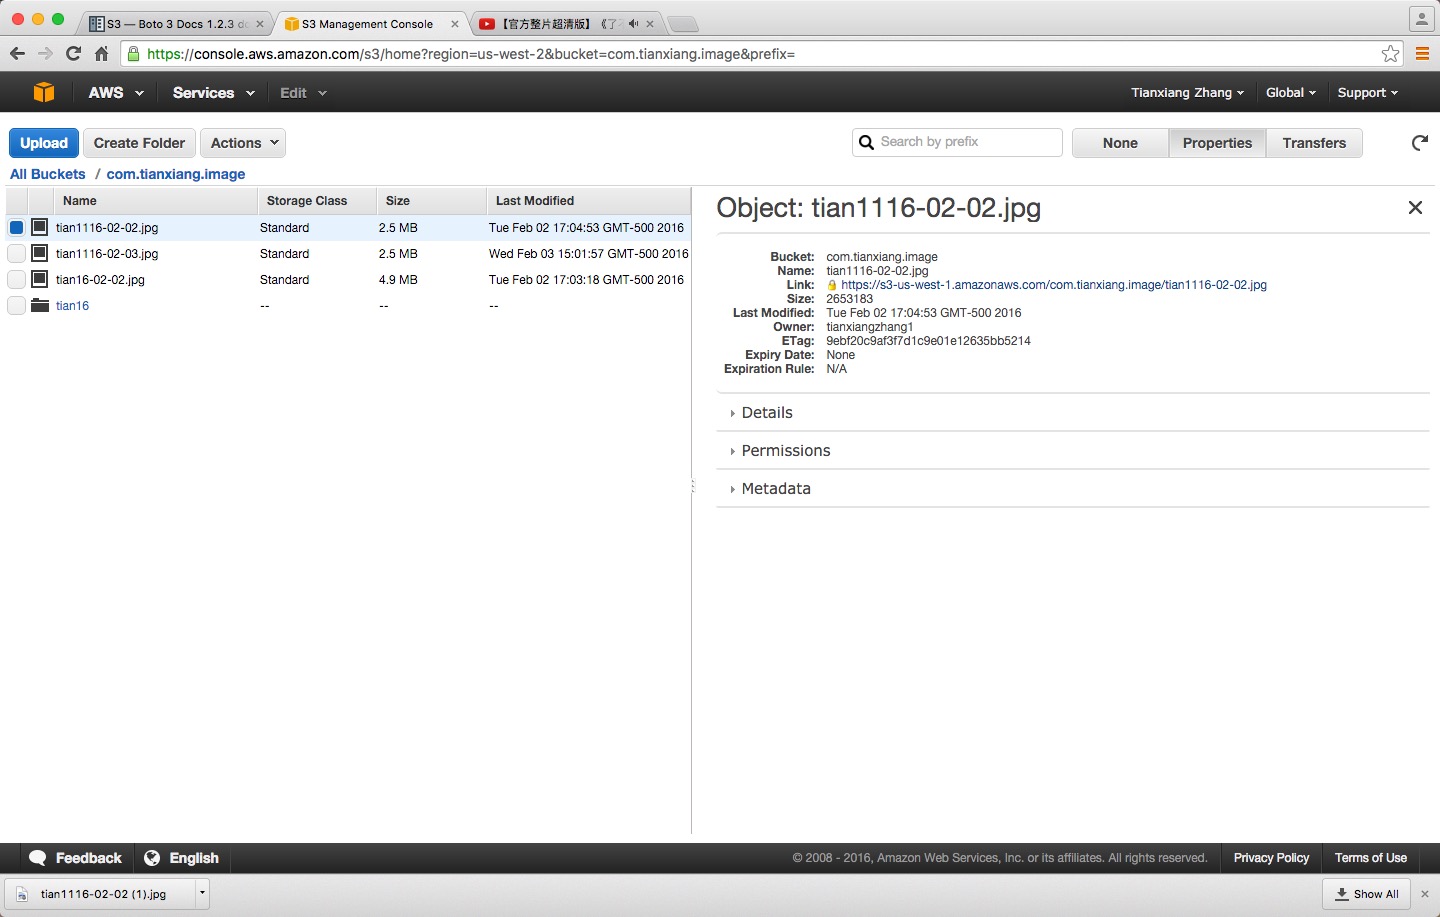 S3 — Boto 3 Docs 1.2.3 do
S3 Management Console
【官方整片超清版】《了
https://console.aws.amazon.com/s3/home?region=us-west-2&bucket=com.tianxiang.image&prefix=
AWS Services Edit Tianxiang Zhang Global Support
Upload Create Folder Actions Search by prefix None Properties Transfers
All Buckets / com.tianxiang.image
Name Storage Class Size Last Modified
tian1116-02-02.jpg Standard 2.5 MB Tue Feb 02 17:04:53 GMT-500 2016
tian1116-02-03.jpg Standard 2.5 MB Wed Feb 03 15:01:57 GMT-500 2016
tian16-02-02.jpg Standard 4.9 MB Tue Feb 02 17:03:18 GMT-500 2016
tian16 -- -- --
Object: tian1116-02-02.jpg
Bucket: com.tianxiang.image
Name: tian1116-02-02.jpg
Link: https://s3-us-west-1.amazonaws.com/com.tianxiang.image/tian1116-02-02.jpg
Size: 2653183
Last Modified: Tue Feb 02 17:04:53 GMT-500 2016
Owner: tianxiangzhang1
ETag: 9ebf20c9af3f7d1c9e01e12635bb5214
Expiry Date: None
Expiration Rule: N/A
Details
Permissions
Metadata
Feedback English © 2008 - 2016, Amazon Web Services, Inc. or its affiliates. All rights reserved. Privacy Policy Terms of Use
tian1116-02-02 (1).jpg Show All